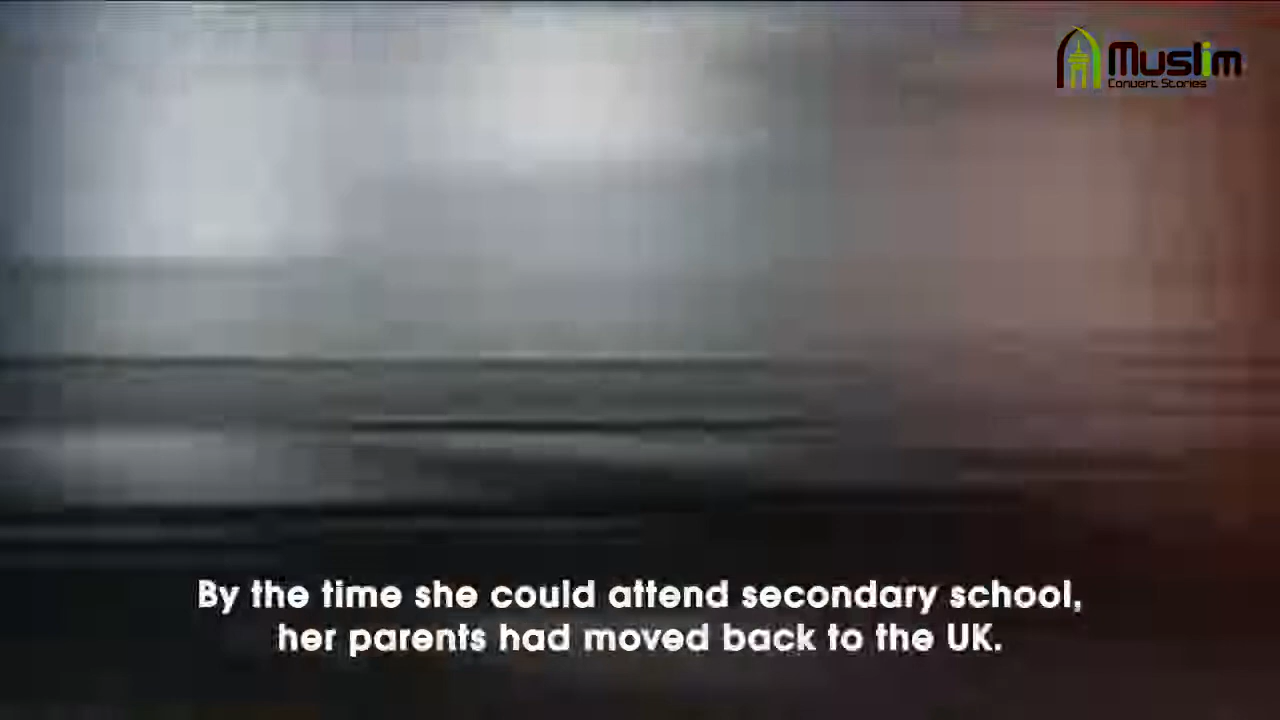 Muslim
Convert Stories
By the time she could attend secondary school,
her parents had moved back to the UK.